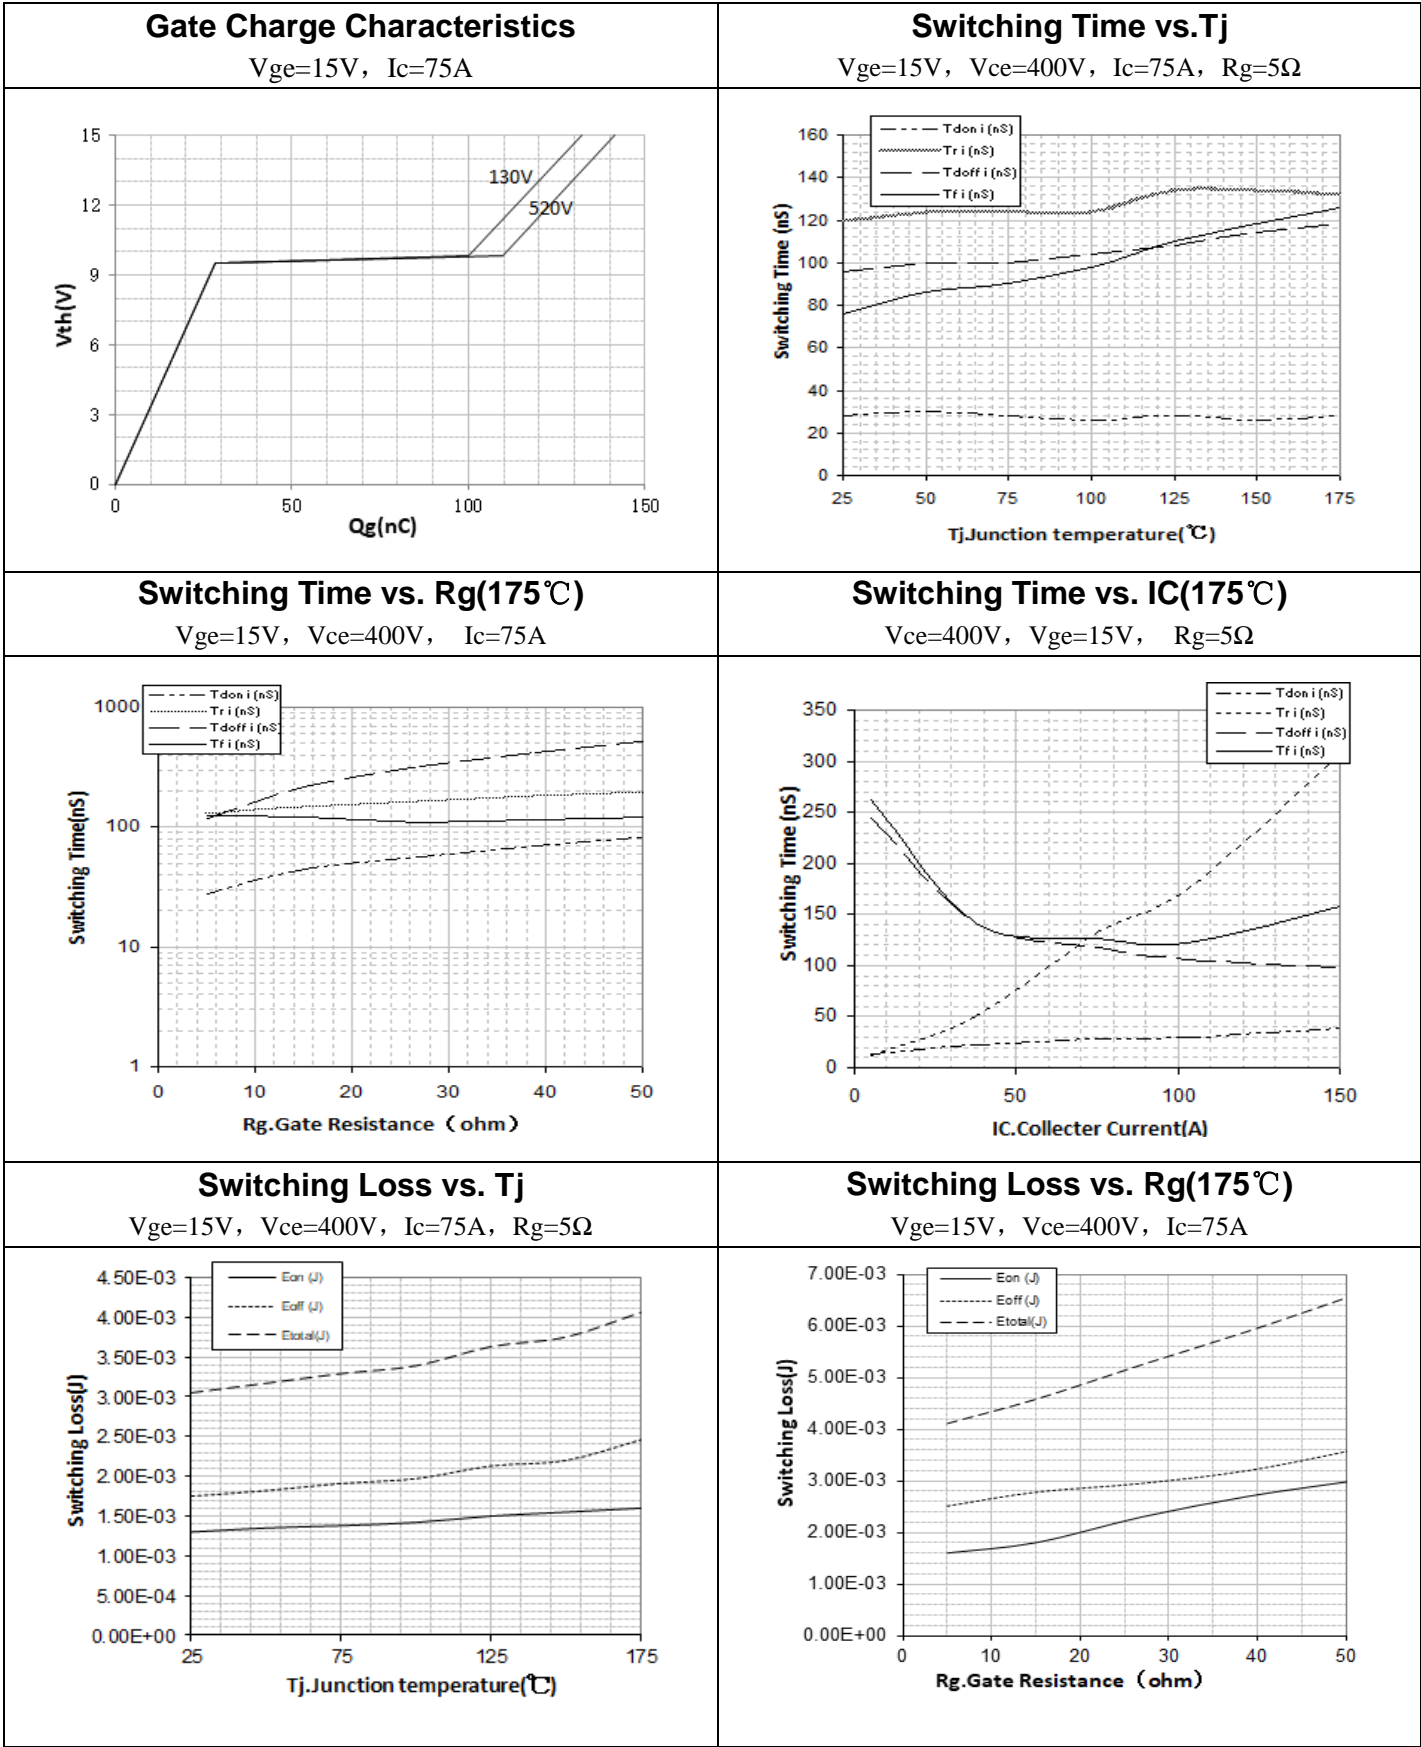 Gate Charge Characteristics
Vge=15V，Ic=75A
15
12
9
6
3
0
0
50
100
150
130V
520V
Vth(V)
Qg(nC)
Switching Time vs.Tj
Vge=15V，Vce=400V，Ic=75A，Rg=5Ω
Tdon i (nS)
Tr i (nS)
Tdoff i (nS)
Tf i (nS)
160
140
120
100
80
60
40
20
0
25
50
75
100
125
150
175
Switching Time (nS)
Tj.Junction temperature(℃)
Switching Time vs. Rg(175℃)
Vge=15V，Vce=400V， Ic=75A
Tdon i (nS)
Tr i (nS)
Tdoff i (nS)
Tf i (nS)
1000
100
10
1
0
10
20
30
40
50
Switching Time(nS)
Rg.Gate Resistance（ohm）
Switching Time vs. IC(175℃)
Vce=400V，Vge=15V， Rg=5Ω
Tdon i (nS)
Tr i (nS)
Tdoff i (nS)
Tf i (nS)
350
300
250
200
150
100
50
0
0
50
100
150
Switching Time (nS)
IC.Collecter Current(A)
Switching Loss vs. Tj
Vge=15V，Vce=400V，Ic=75A，Rg=5Ω
Eon (J)
Eoff (J)
Etotal(J)
4.50E-03
4.00E-03
3.50E-03
3.00E-03
2.50E-03
2.00E-03
1.50E-03
1.00E-03
5.00E-04
0.00E+00
25
75
125
175
Switching Loss(J)
Tj.Junction temperature(℃)
Switching Loss vs. Rg(175℃)
Vge=15V，Vce=400V，Ic=75A
Eon (J)
Eoff (J)
Etotal(J)
7.00E-03
6.00E-03
5.00E-03
4.00E-03
3.00E-03
2.00E-03
1.00E-03
0.00E+00
0
10
20
30
40
50
Switching Loss(J)
Rg.Gate Resistance（ohm）